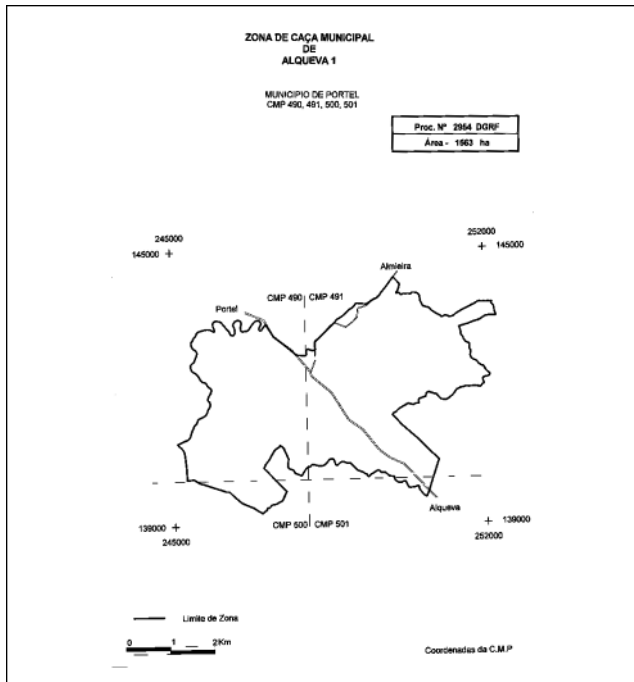 ZONA DE CAÇA MUNICIPAL
DE
ALQUEVA 1
MUNICIPIO DE PORTEL
CMP 490, 491, 500, 501
Proc. Nº 2954 DGRF
Área - 1563 ha
245000
145000
252000
145000
Almieira
CMP 490
CMP 491
Portel
Alqueva
139000
245000
CMP 500
CMP 501
139000
252000
Limite de Zona
0 1 2Km
Coordenadas da C.M.P